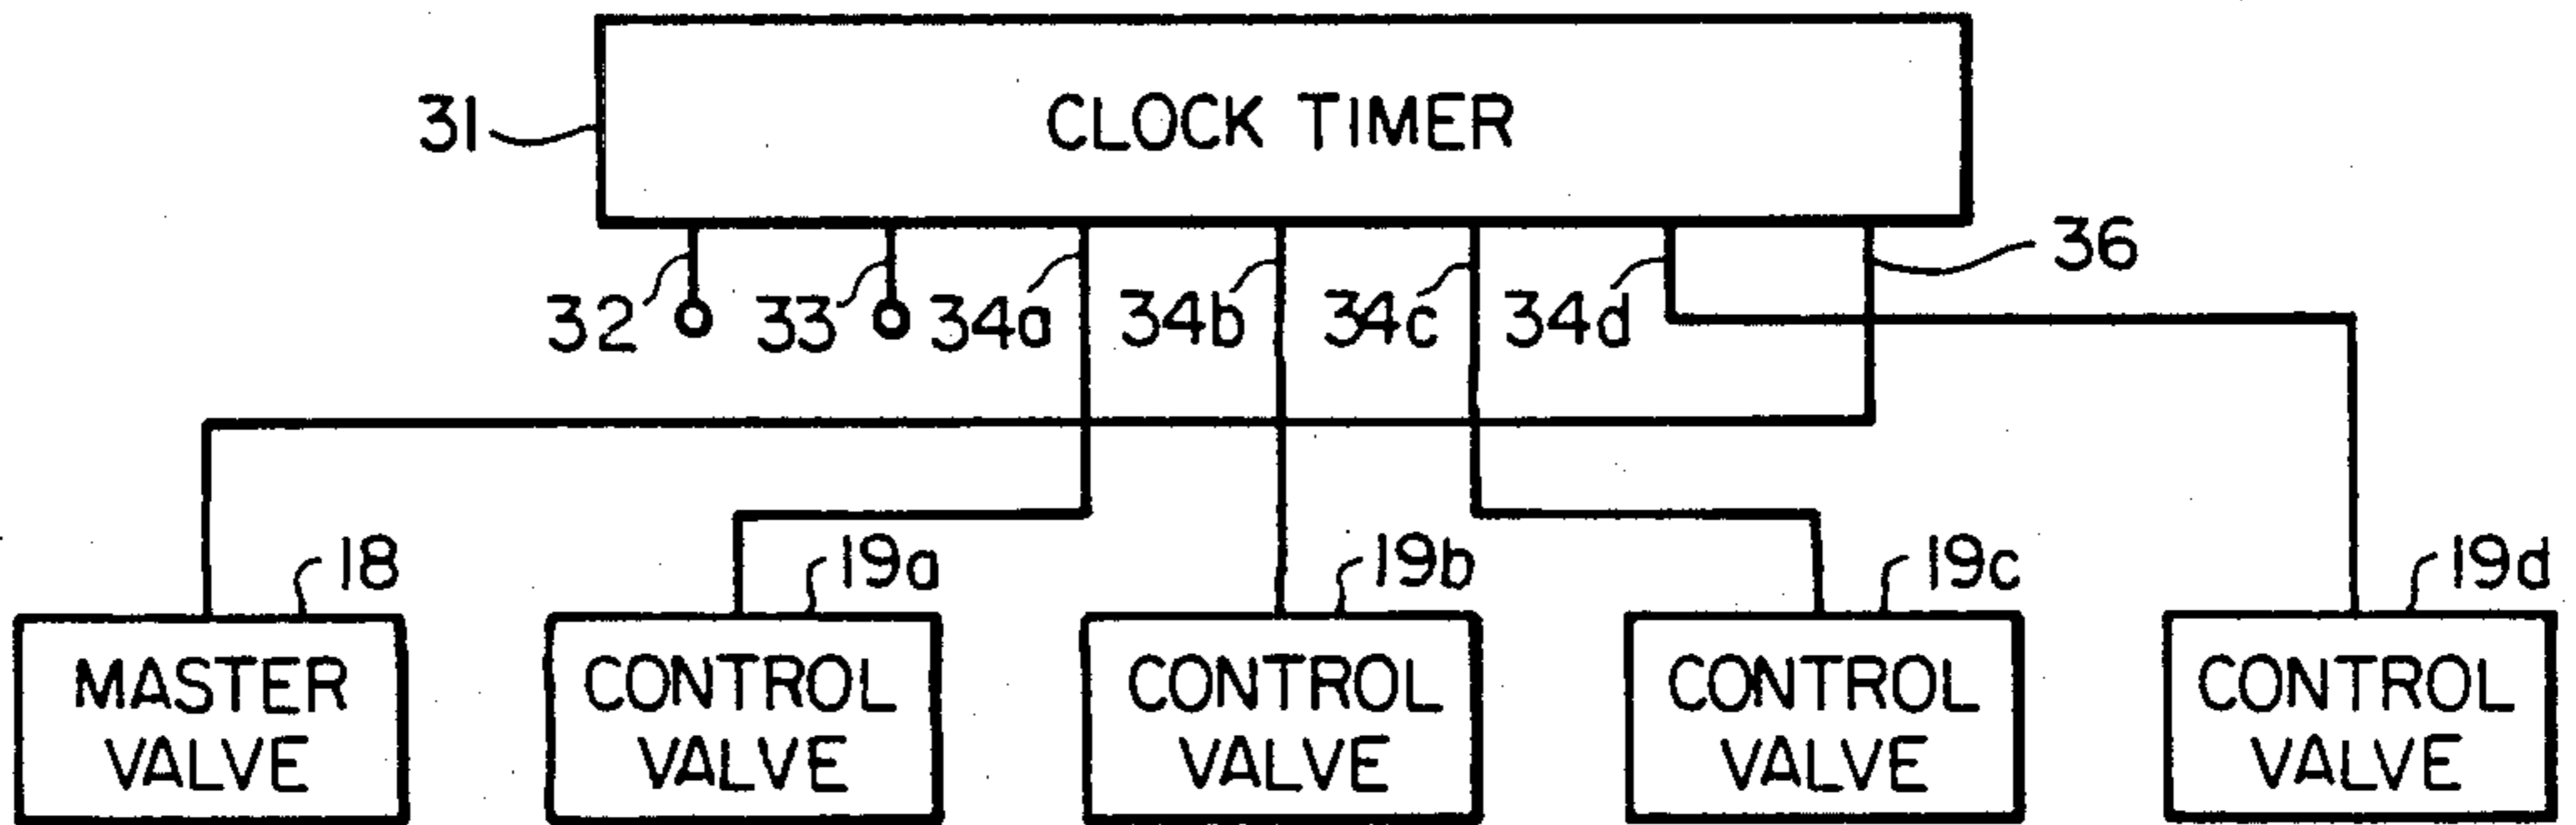 CLOCK TIMER
31
32
33
34a
34b
34c
34d
36
18
19a
19b
19c
19d
MASTER
VALVE
CONTROL
VALVE
CONTROL
VALVE
CONTROL
VALVE
CONTROL
VALVE